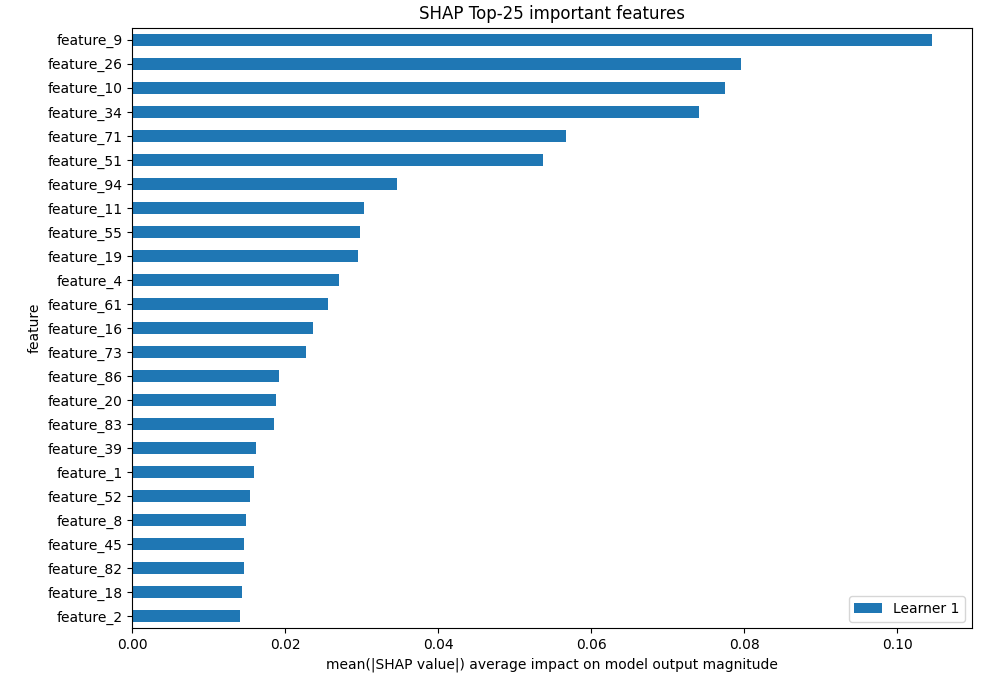 SHAP Top-25 important features
feature_9
feature_26
feature_10
feature_34
feature_71
feature_51
feature_94
feature_11
feature_55
feature_19
feature_4
feature_61
feature_16
feature_73
feature_86
feature_20
feature_83
feature_39
feature_1
feature_52
feature_8
feature_45
feature_82
feature_18
feature_2
feature
Learner 1
0.00 0.02 0.04 0.06 0.08 0.10
mean(|SHAP value|) average impact on model output magnitude